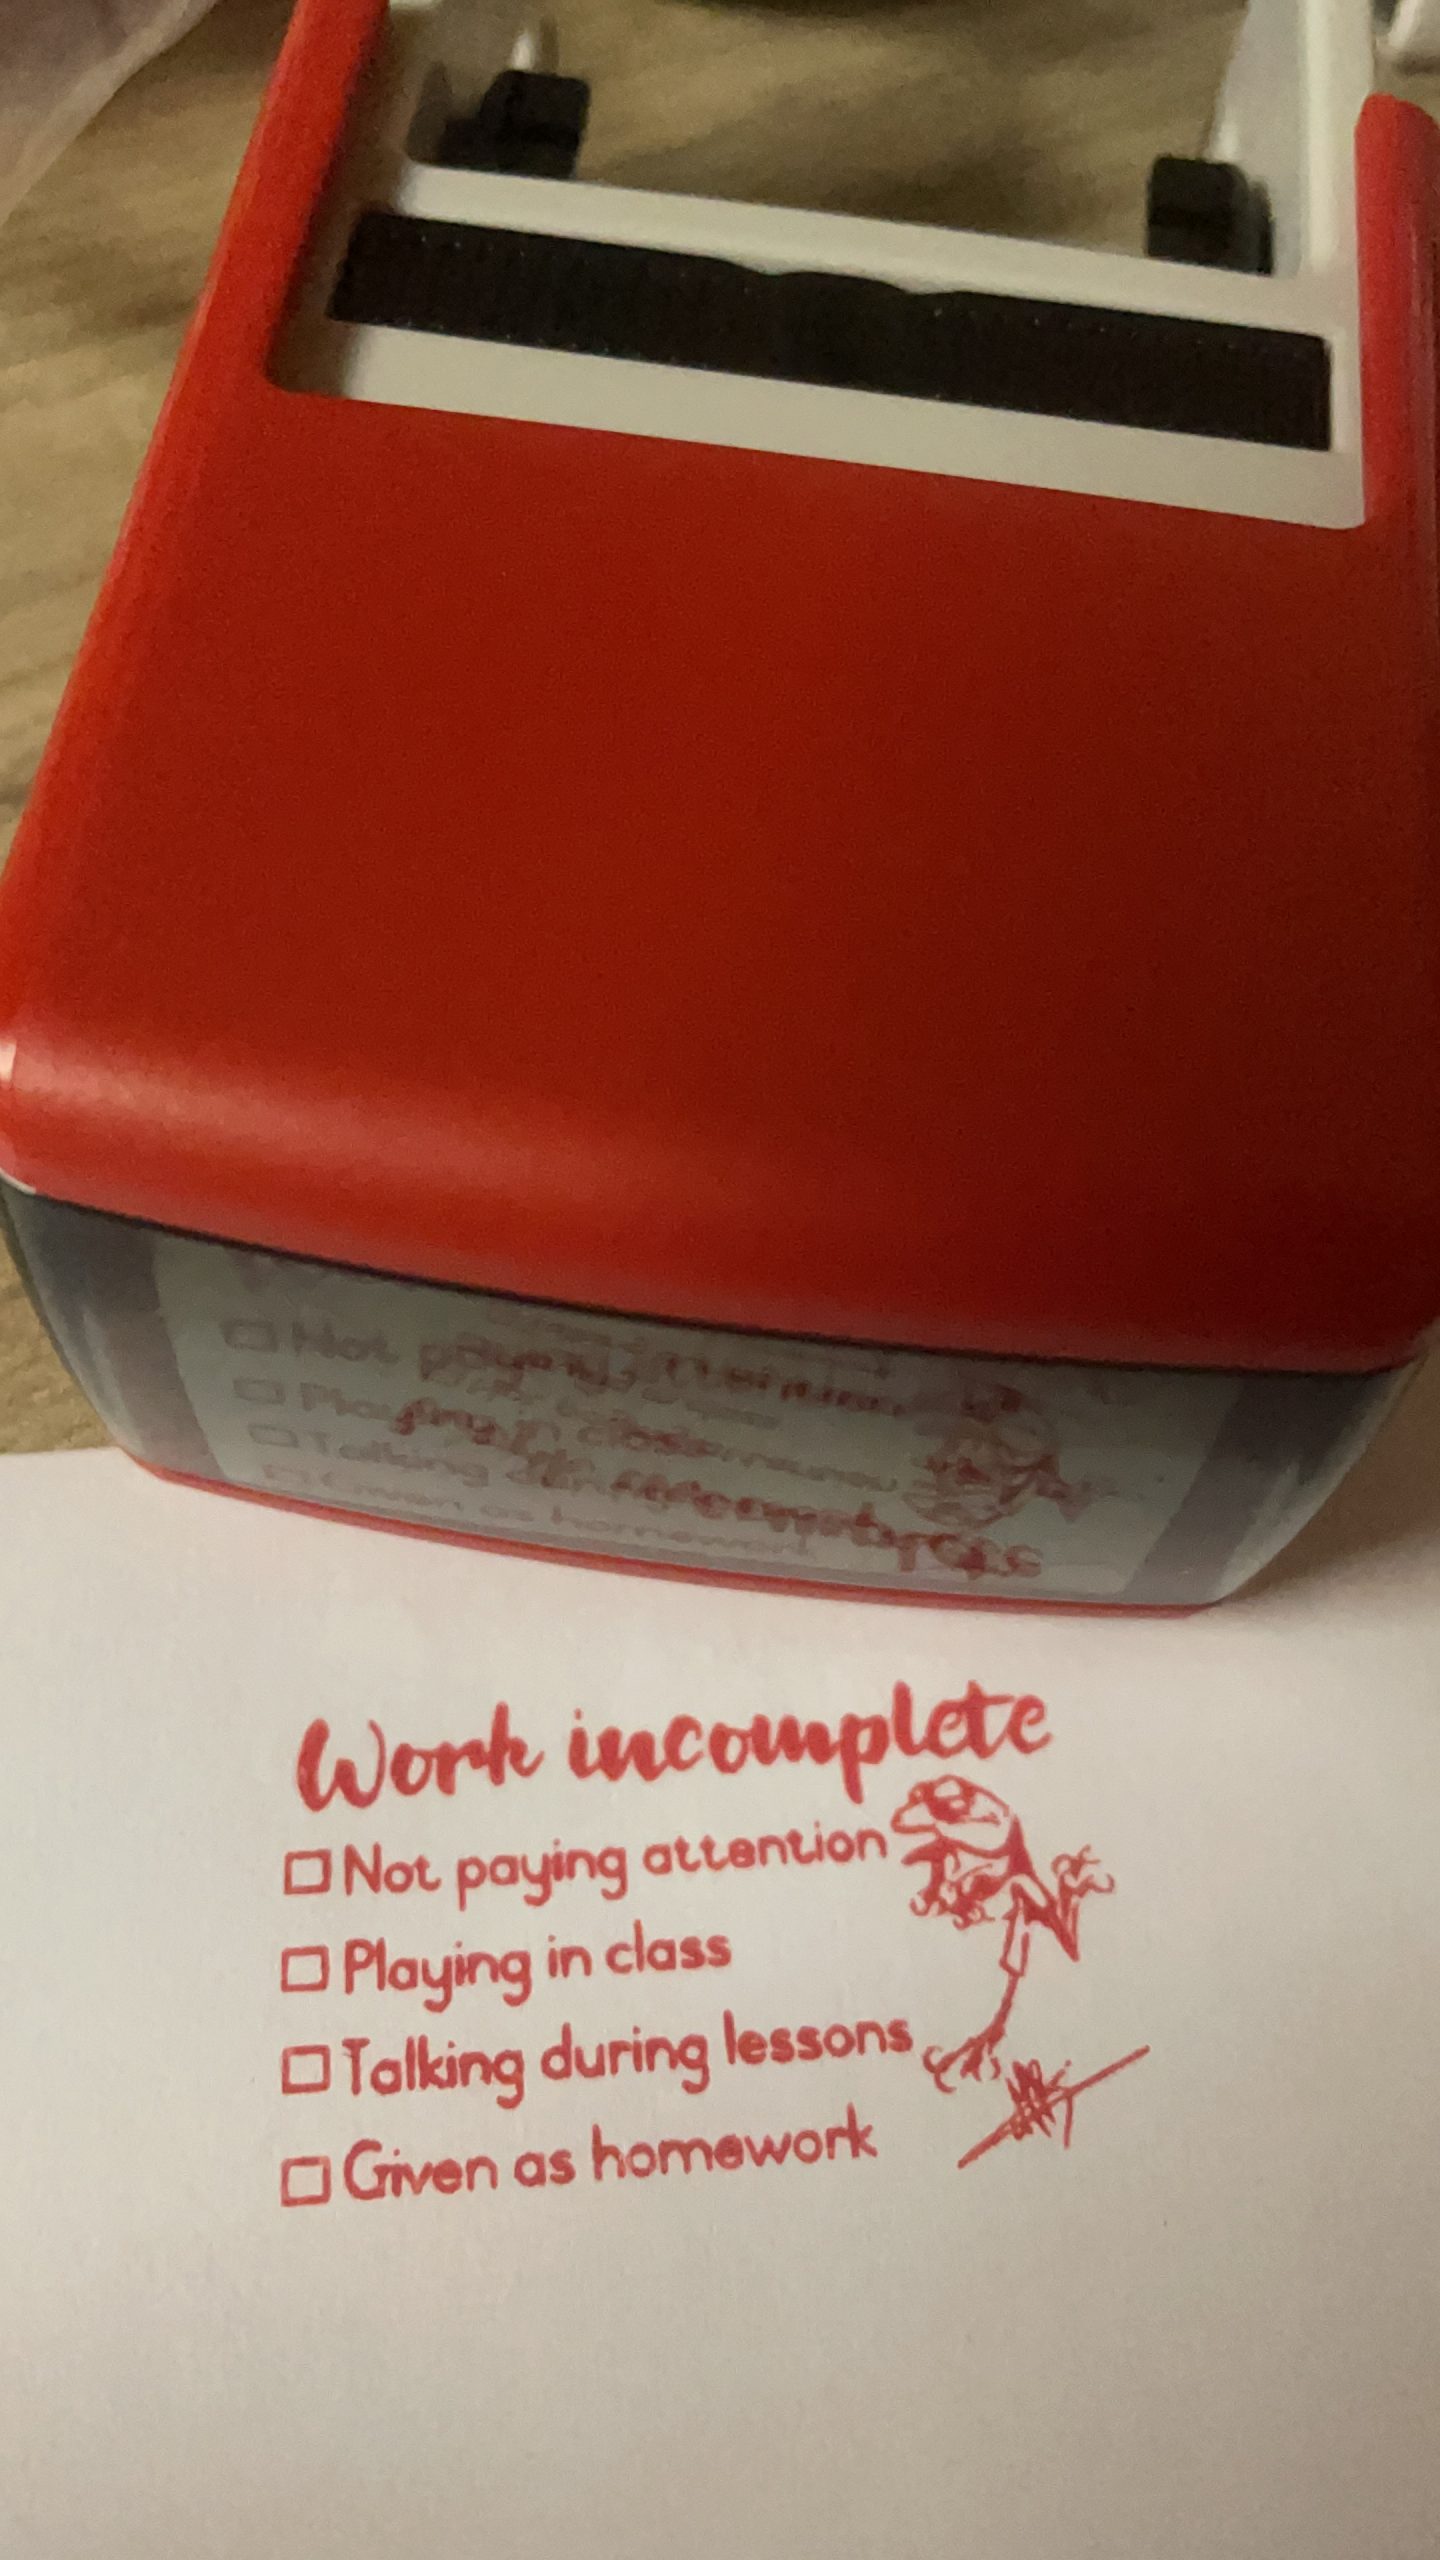 Work incomplete
Not paying attention
Playing in class
Talking during lessons
Given as homework